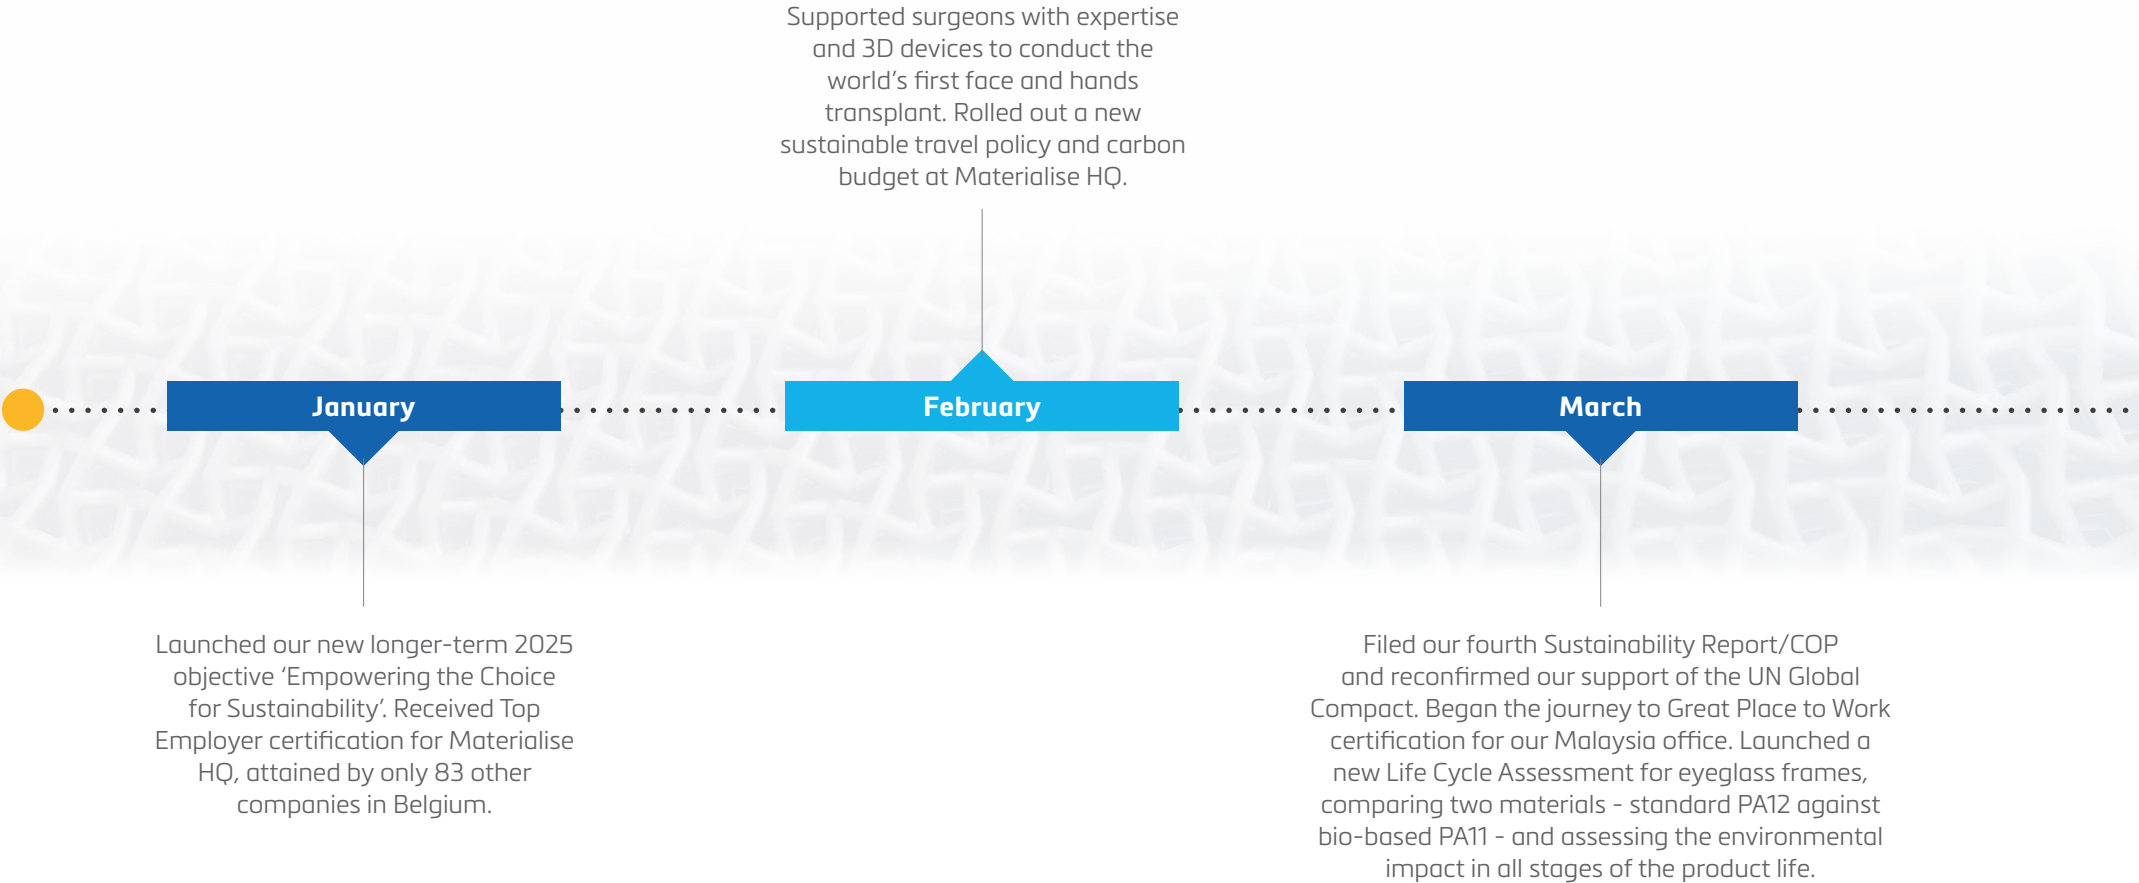 Supported surgeons with expertise
and 3D devices to conduct the
world’s first face and hands
transplant. Rolled out a new
sustainable travel policy and carbon
budget at Materialise HQ.
January
February
March
Launched our new longer-term 2025
objective ‘Empowering the Choice
for Sustainability’. Received Top
Employer certification for Materialise
HQ, attained by only 83 other
companies in Belgium.
Filed our fourth Sustainability Report/COP
and reconfirmed our support of the UN Global
Compact. Began the journey to Great Place to Work
certification for our Malaysia office. Launched a
new Life Cycle Assessment for eyeglass frames,
comparing two materials - standard PA12 against
bio-based PA11 - and assessing the environmental
impact in all stages of the product life.